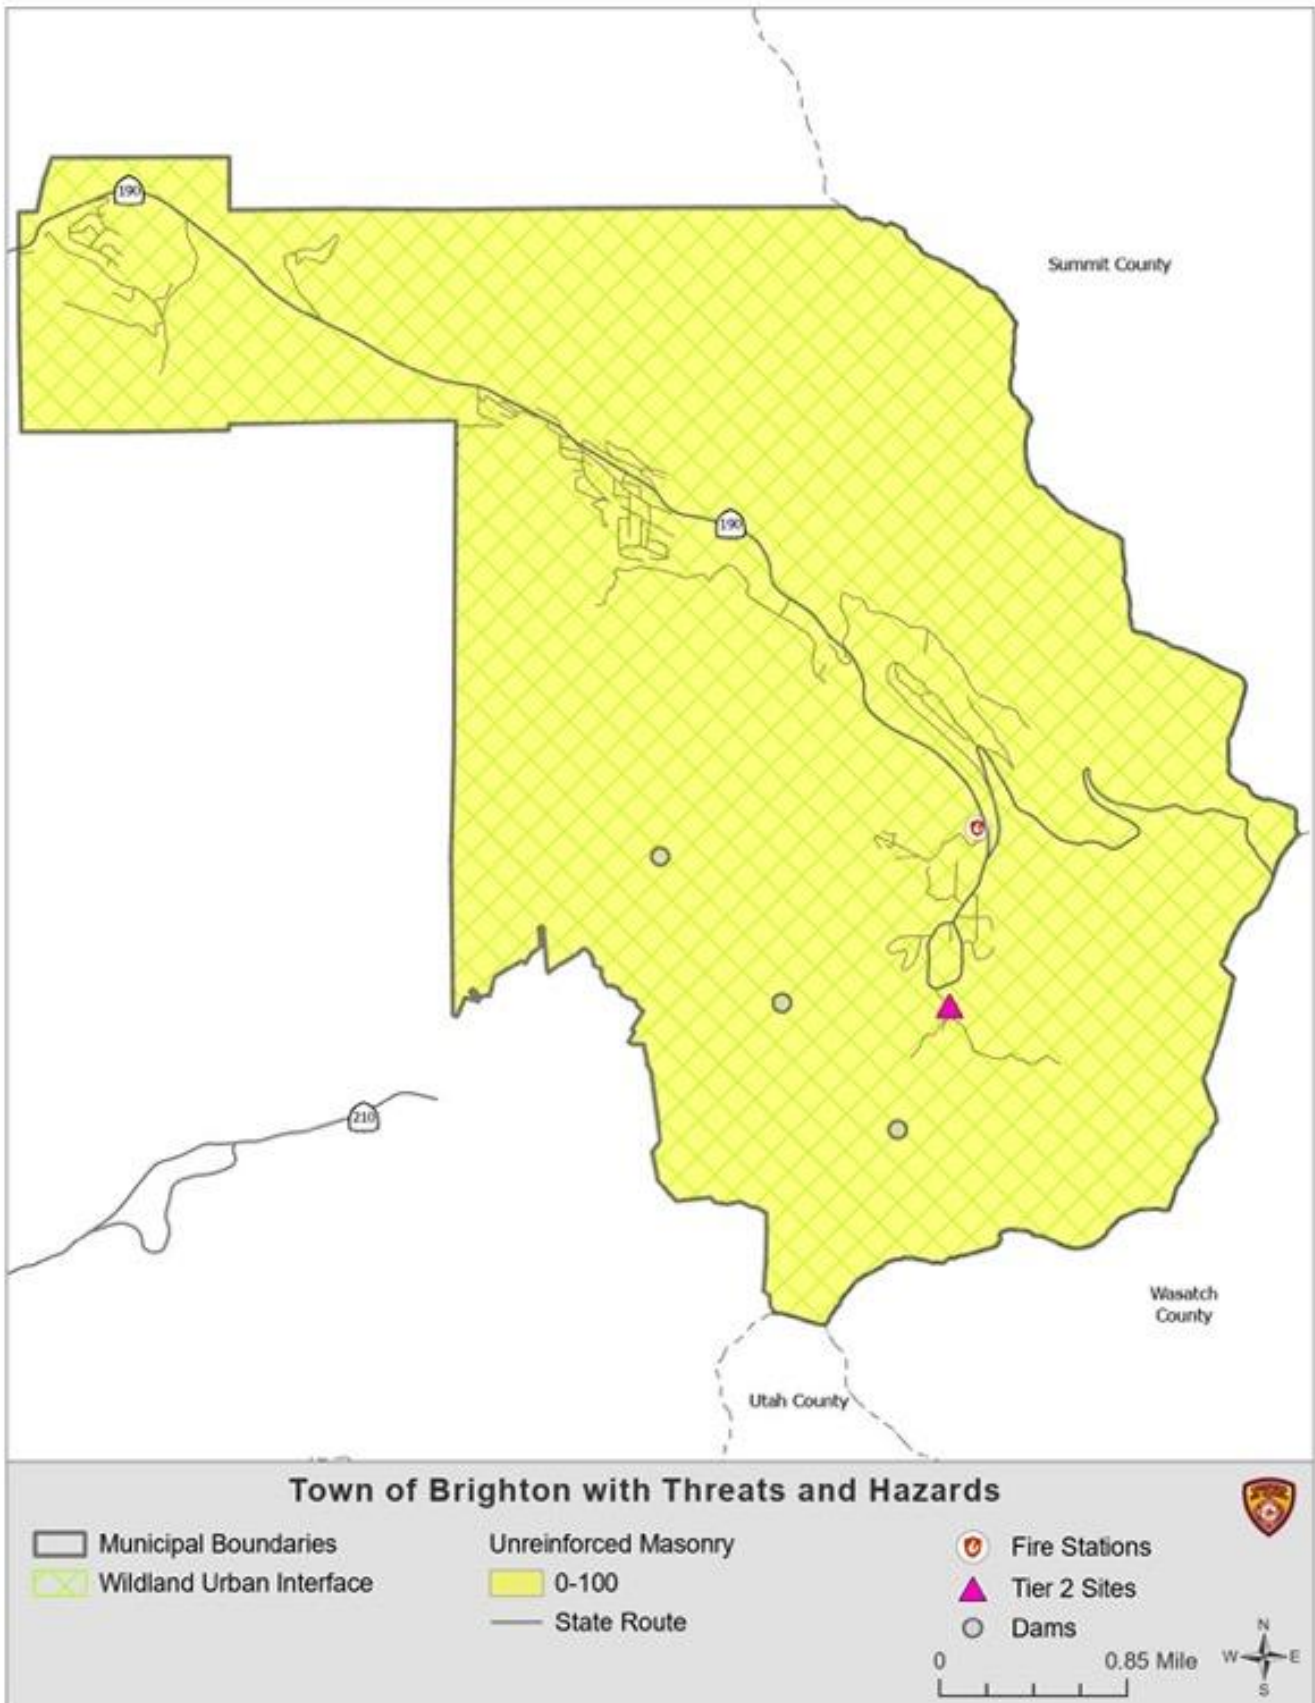 Summit County
190
190
210
Wasatch
County
Utah County
Town of Brighton with Threats and Hazards
Municipal Boundaries
Wildland Urban Interface
Unreinforced Masonry
0-100
State Route
Fire Stations
Tier 2 Sites
Dams
0 0.85 Mile
N
W E
S